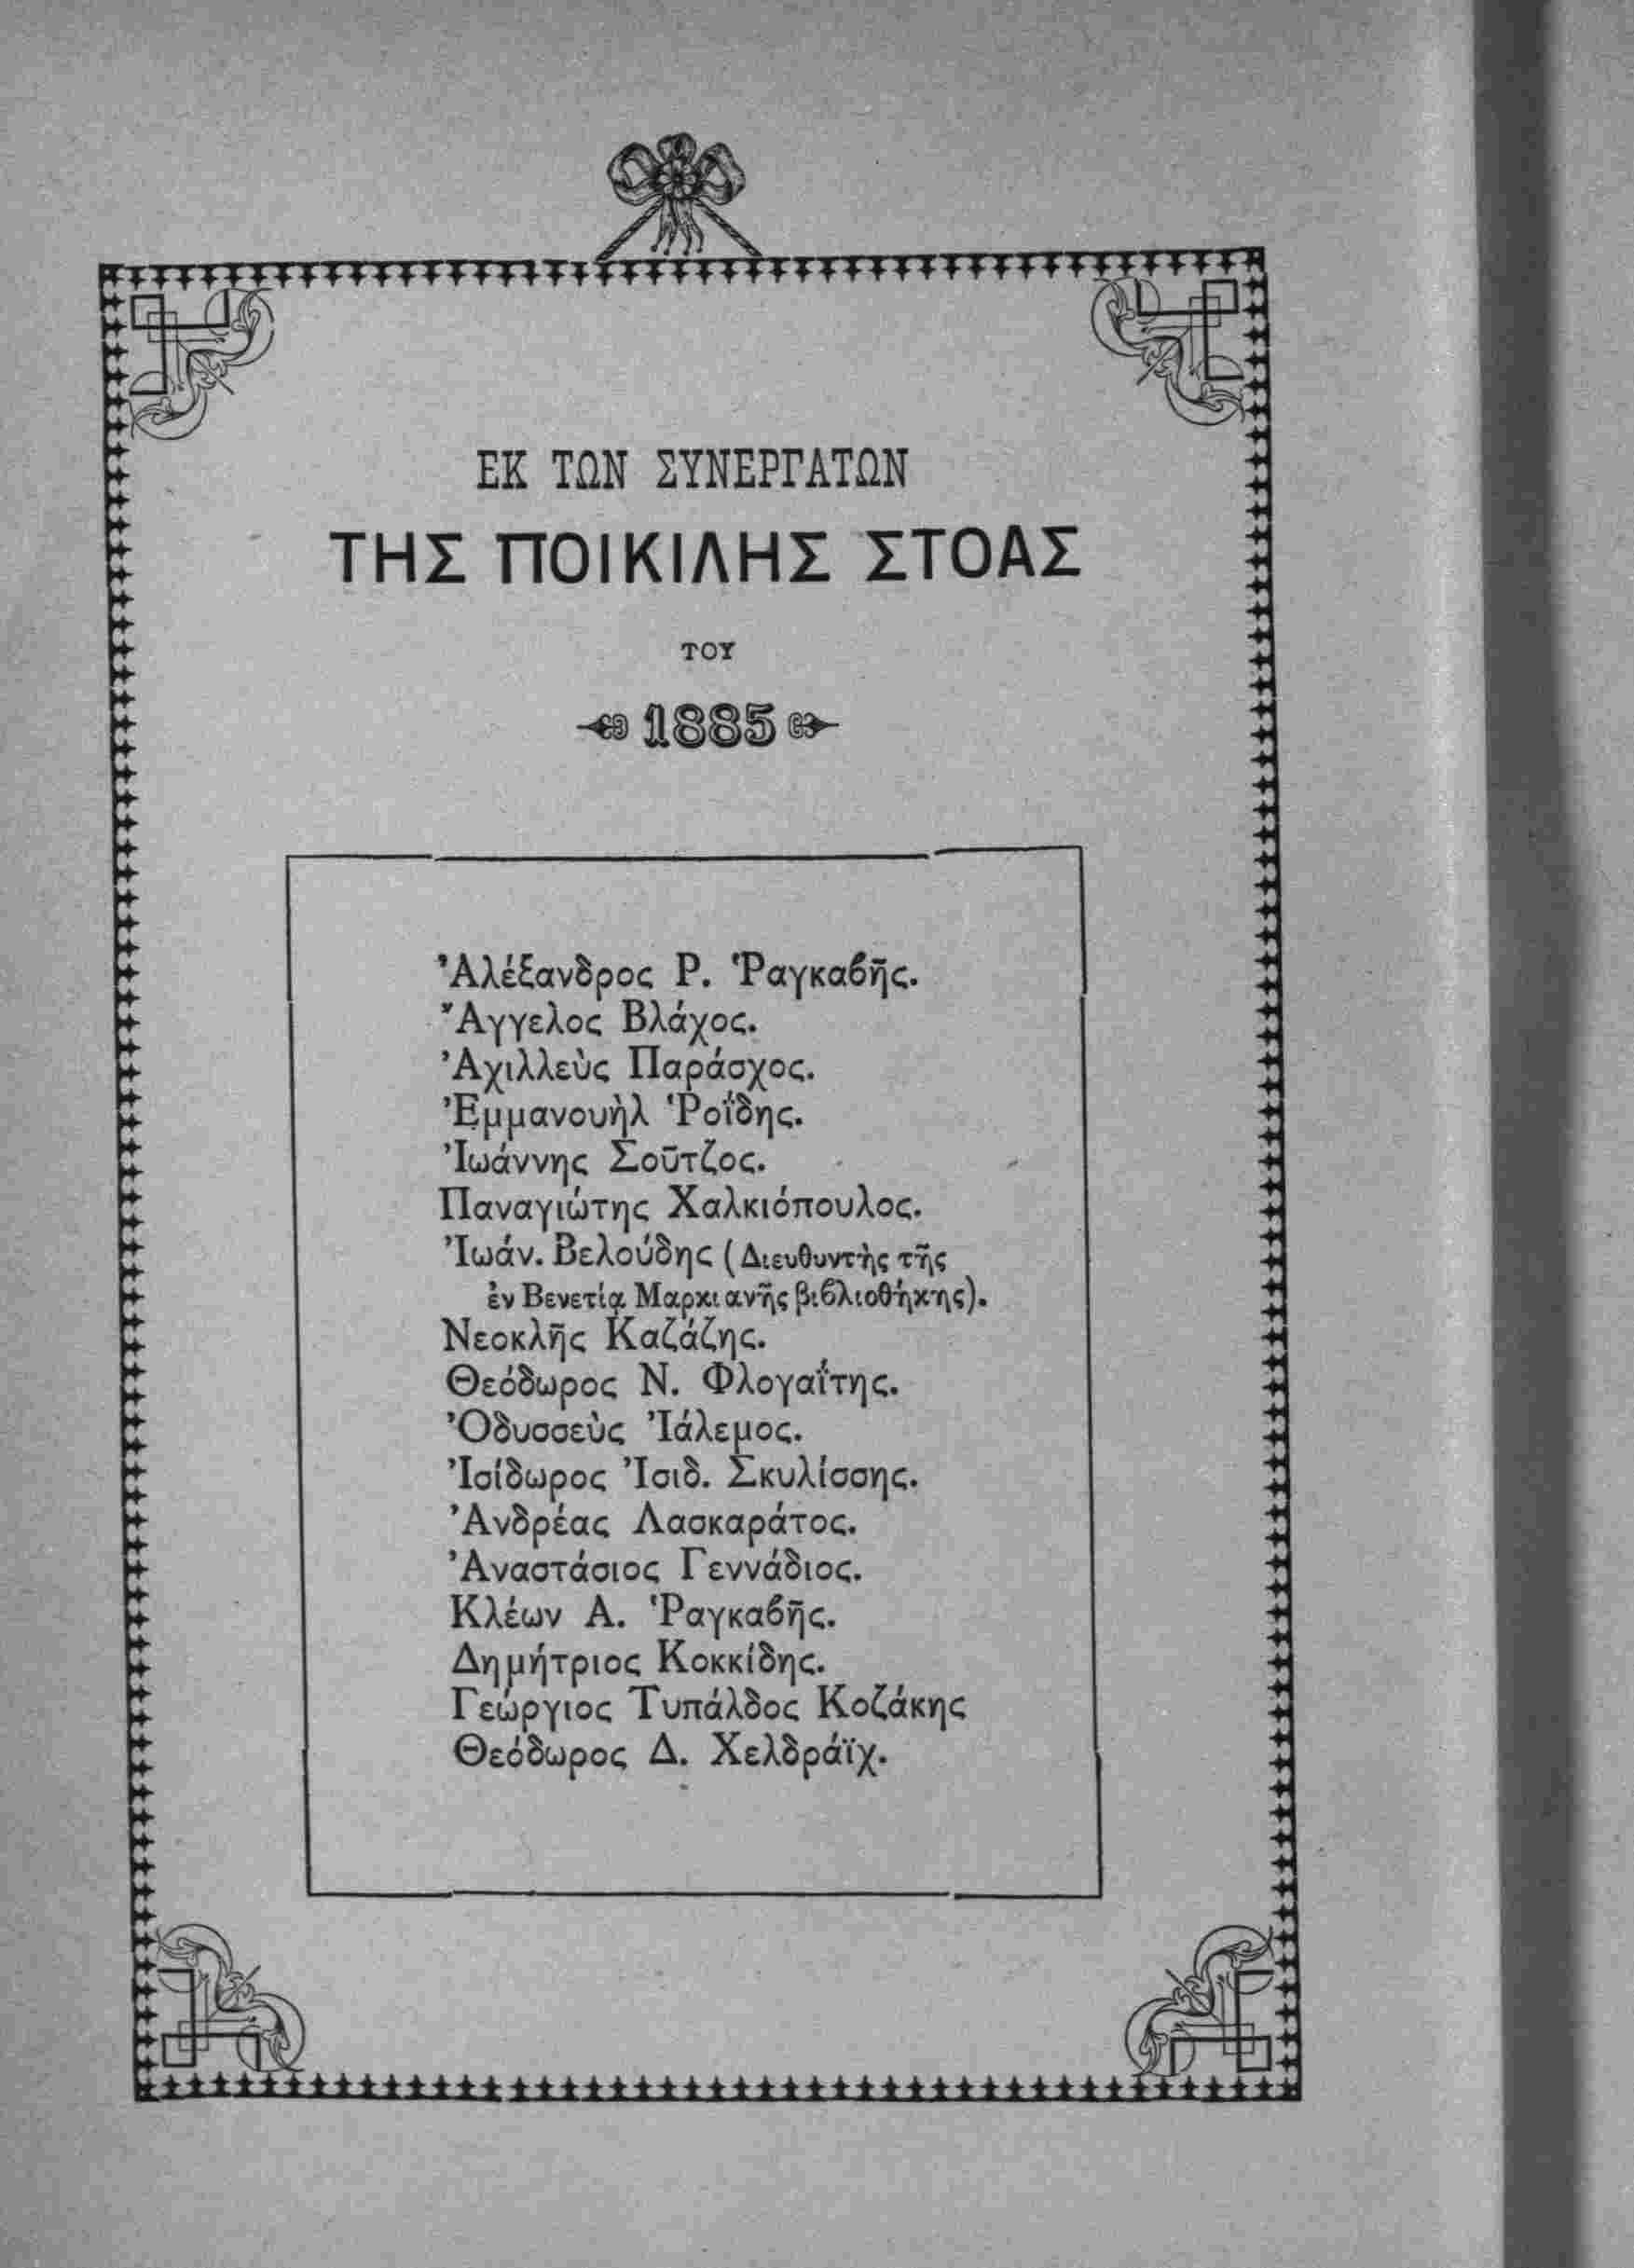 ΕΚ ΤΩΝ ΣΥΝΕΡΓΑΤΩΝ
ΤΗΣ ΠΟΙΚΙΛΗΣ ΣΤΟΑΣ
ΤΟΥ
1885
Ἀλέξανδρος Ρ. Ῥαγκαβῆς.
Ἄγγελος Βλάχος.
Ἀχιλλεὺς Παράσχος.
Ἐμμανουὴλ Ῥοΐδης.
Ἰωάννης Σοῦτζος.
Παναγιώτης Χαλκιόπουλος.
Ἰωάν. Βελούδης (Διευθυντὴς τῆς
ἐν Βενετίᾳ Μαρκιανῆς βιβλιοθήκης).
Νεοκλῆς Καζάζης.
Θεόδωρος Ν. Φλογαΐτης.
Ὀδυσσεὺς Ἰάλεμος.
Ἰσίδωρος Ἰσιδ. Σκυλίσσης.
Ἀνδρέας Λασκαράτος.
Ἀναστάσιος Γεννάδιος.
Κλέων Α. Ῥαγκαβῆς.
Δημήτριος Κοκκίδης.
Γεώργιος Τυπάλδος Κοζάκης
Θεόδωρος Δ. Χελδράϊχ.